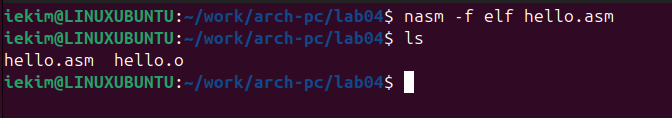 iekim@LINUXUBUNTU:~/work/arch-pc/lab04$ nasm -f elf hello.asm
iekim@LINUXUBUNTU:~/work/arch-pc/lab04$ ls
hello.asm  hello.o
iekim@LINUXUBUNTU:~/work/arch-pc/lab04$